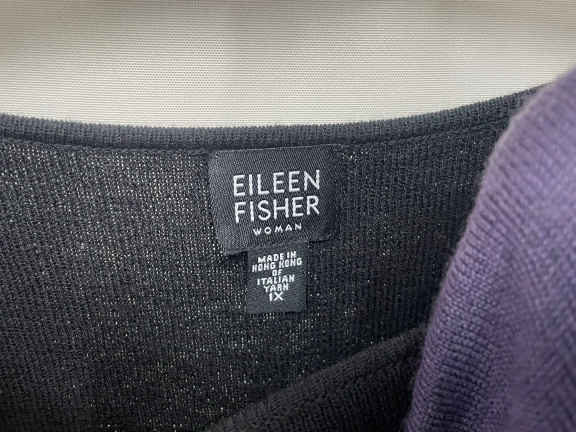 EILEEN
FISHER
WOMAN
MADE IN
HONG KONG
OF
ITALIAN
YARN
1X